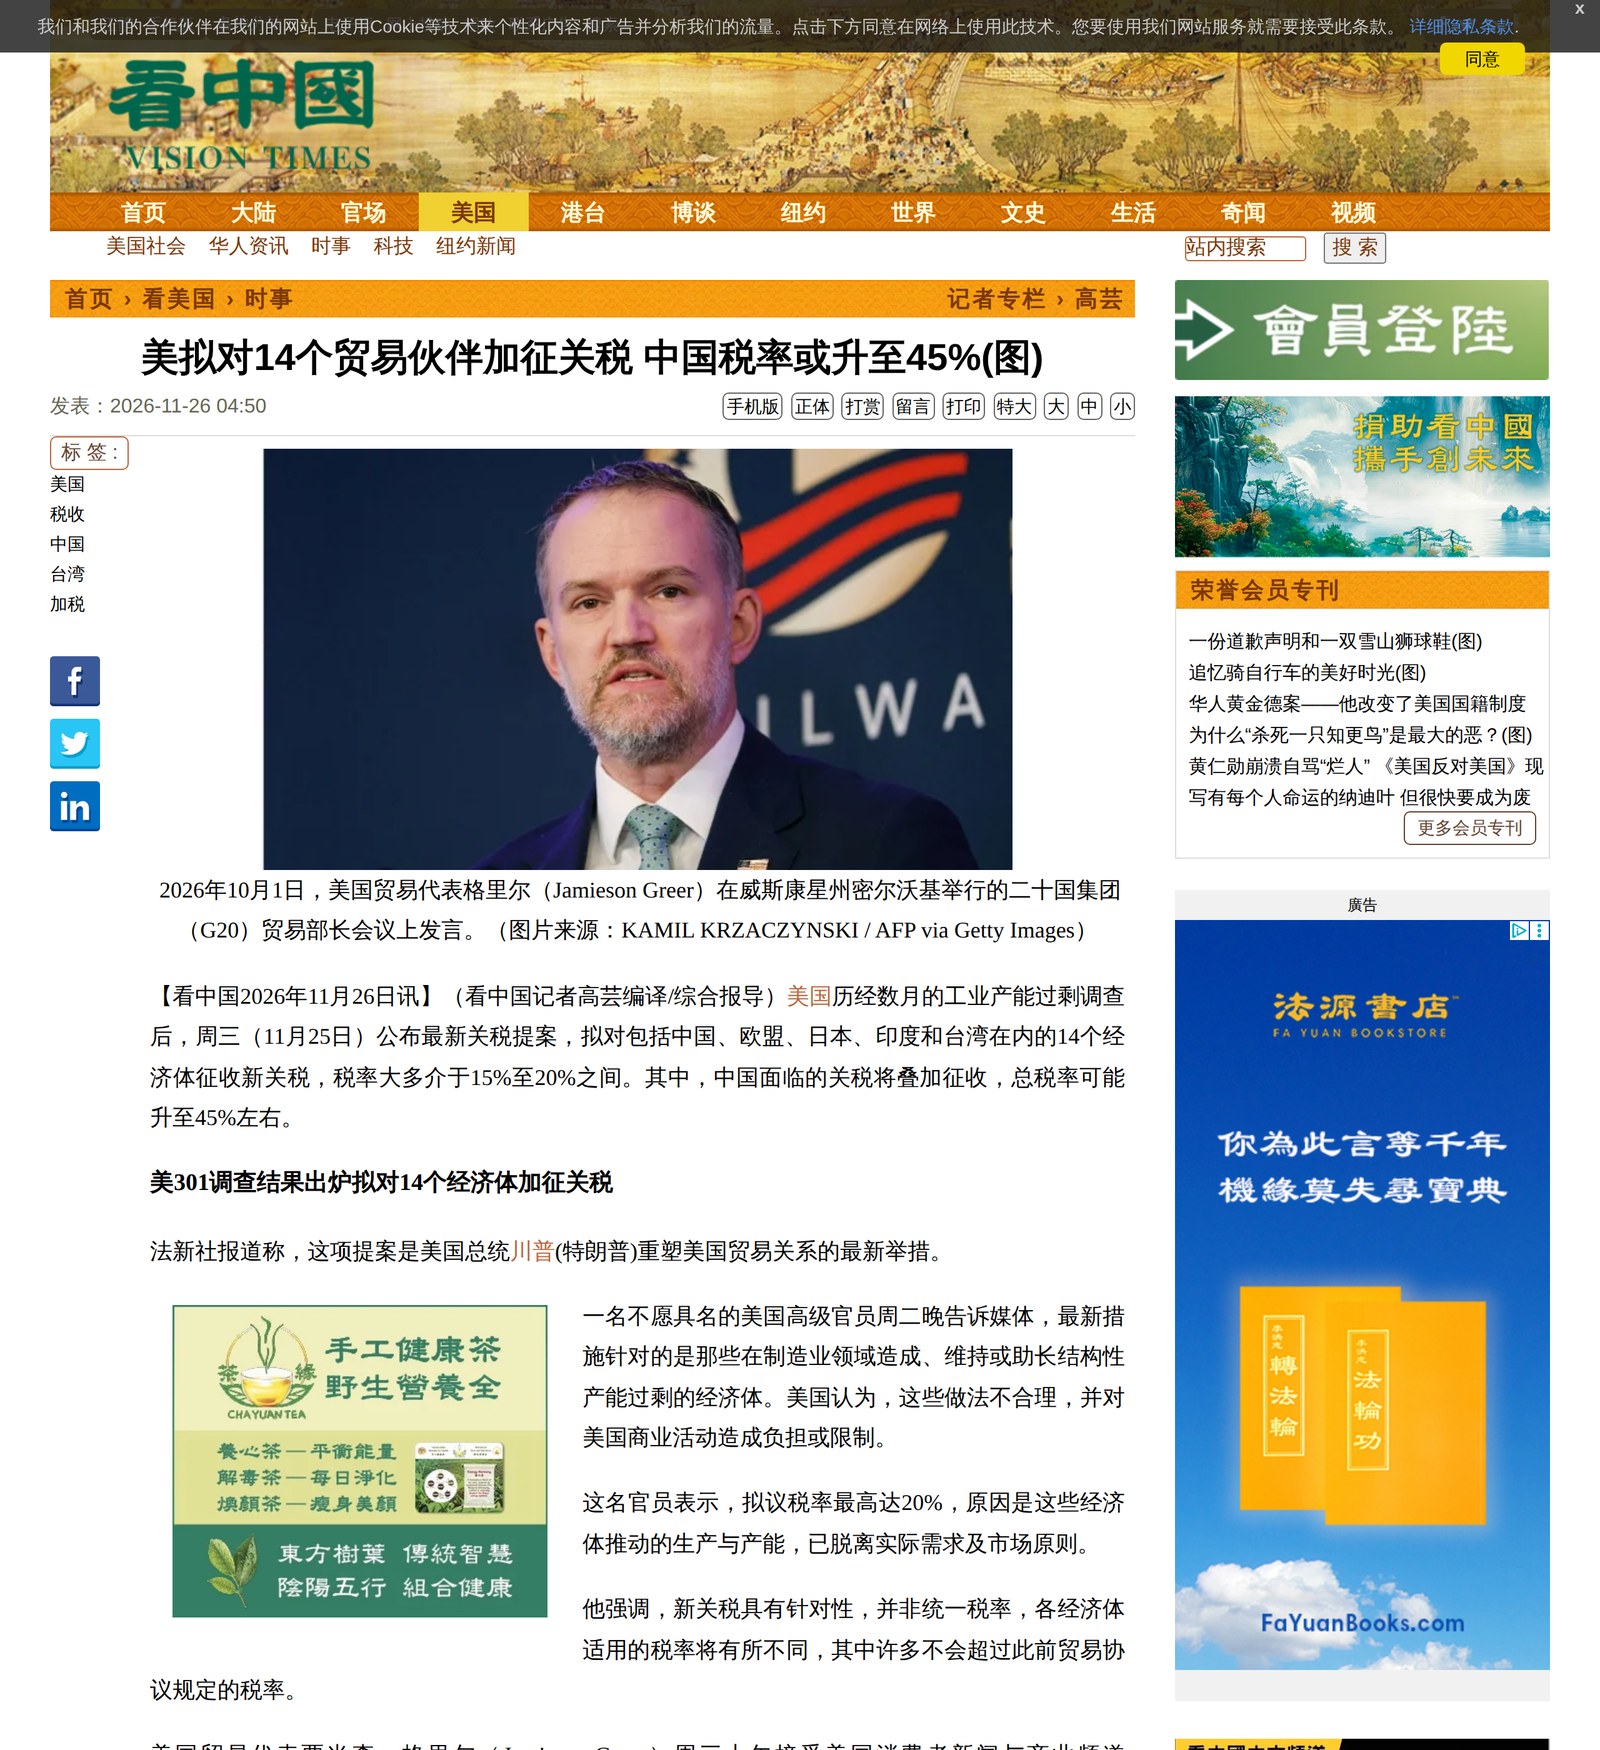 我们和我们的合作伙伴在我们的网站上使用Cookie等技术来个性化内容和广告并分析我们的流量。点击下方同意在网络上使用此技术。您要使用我们网站服务就需要接受此条款。 详细隐私条款.
x
同意
看中國
VISION TIMES
首页 大陆 官场 美国 港台 博谈 纽约 世界 文史 生活 奇闻 视频
美国社会 华人资讯 时事 科技 纽约新闻
站内搜索 搜 索
首页 › 看美国 › 时事
记者专栏 › 高芸
美拟对14个贸易伙伴加征关税 中国税率或升至45%(图)
发表：2026-11-26 04:50
手机版 正体 打赏 留言 打印 特大 大 中 小
标 签 :
美国
税收
中国
台湾
加税
f
in
ILWA
2026年10月1日，美国贸易代表格里尔（Jamieson Greer）在威斯康星州密尔沃基举行的二十国集团
（G20）贸易部长会议上发言。（图片来源：KAMIL KRZACZYNSKI / AFP via Getty Images）
【看中国2026年11月26日讯】（看中国记者高芸编译/综合报导）美国历经数月的工业产能过剩调查
后，周三（11月25日）公布最新关税提案，拟对包括中国、欧盟、日本、印度和台湾在内的14个经
济体征收新关税，税率大多介于15%至20%之间。其中，中国面临的关税将叠加征收，总税率可能
升至45%左右。
美301调查结果出炉拟对14个经济体加征关税
法新社报道称，这项提案是美国总统川普(特朗普)重塑美国贸易关系的最新举措。
茶 緣
CHA YUAN TEA
手工健康茶
野生營養全
養心茶 — 平衡能量
解毒茶 — 每日淨化
煥顏茶 — 瘦身美顏
東方樹葉 傳統智慧
陰陽五行 組合健康
一名不愿具名的美国高级官员周二晚告诉媒体，最新措
施针对的是那些在制造业领域造成、维持或助长结构性
产能过剩的经济体。美国认为，这些做法不合理，并对
美国商业活动造成负担或限制。
这名官员表示，拟议税率最高达20%，原因是这些经济
体推动的生产与产能，已脱离实际需求及市场原则。
他强调，新关税具有针对性，并非统一税率，各经济体
适用的税率将有所不同，其中许多不会超过此前贸易协
议规定的税率。
會員登陸
捐助看中國
攜手創未來
荣誉会员专刊
一份道歉声明和一双雪山狮球鞋(图)
追忆骑自行车的美好时光(图)
华人黄金德案——他改变了美国国籍制度
为什么“杀死一只知更鸟”是最大的恶？(图)
黄仁勋崩溃自骂“烂人” 《美国反对美国》现
写有每个人命运的纳迪叶 但很快要成为废
更多会员专刊
廣告
法源書店
FA YUAN BOOKSTORE
你為此言等千年
機緣莫失尋寶典
李洪志
轉法輪
李洪志
法輪功
FaYuanBooks.com